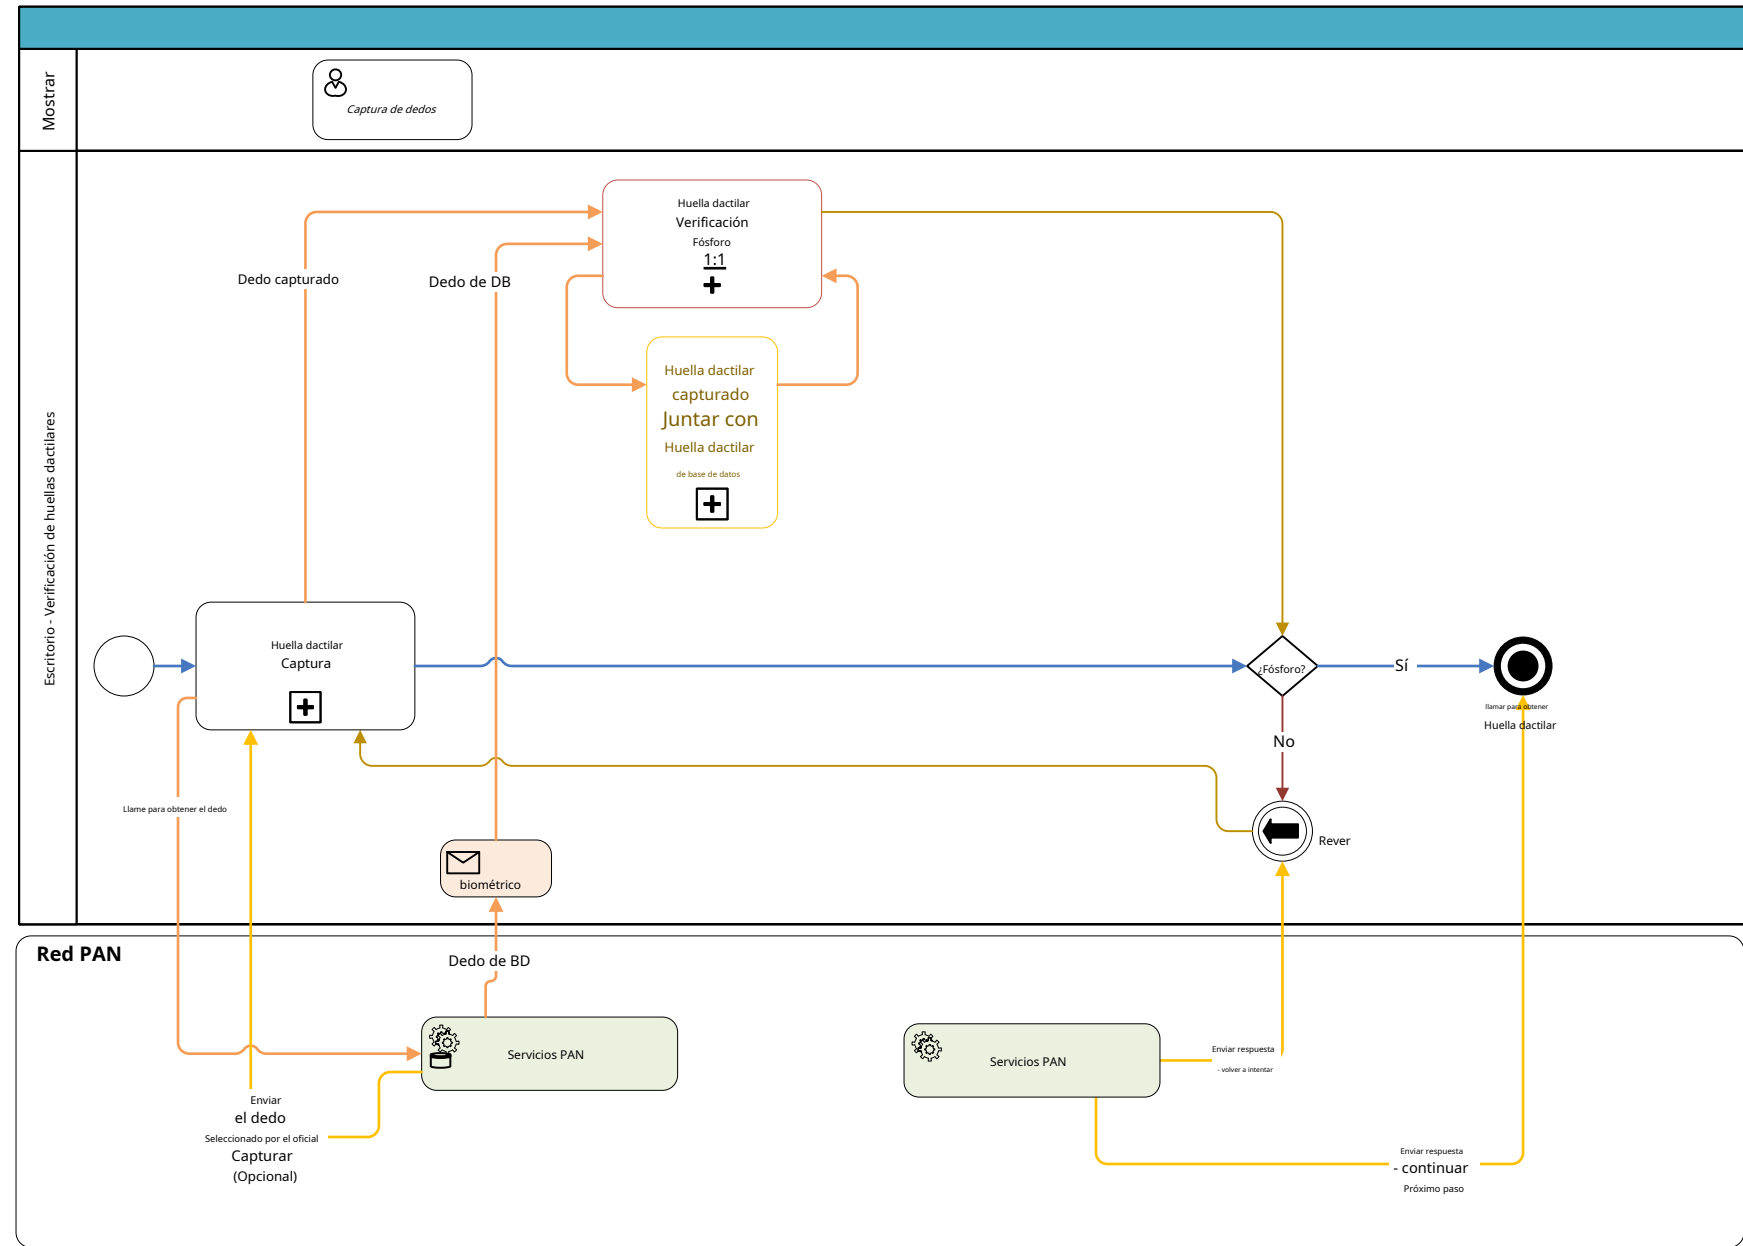 Mostrar
Captura de dedos
Escritorio - Verificación de huellas dactilares
Huella dactilar
Verificación
Fósforo
1:1
Dedo capturado
Dedo de DB
Huella dactilar
capturado
Juntar con
Huella dactilar
de base de datos
Huella dactilar
Captura
¿Fósforo?
Sí
llamar para obtener
Huella dactilar
No
Llame para obtener el dedo
Rever
biométrico
Red PAN
Dedo de BD
Servicios PAN
Servicios PAN
Enviar respuesta
- volver a intentar
Enviar
el dedo
Seleccionado por el oficial
Capturar
(Opcional)
Enviar respuesta
- continuar
Próximo paso